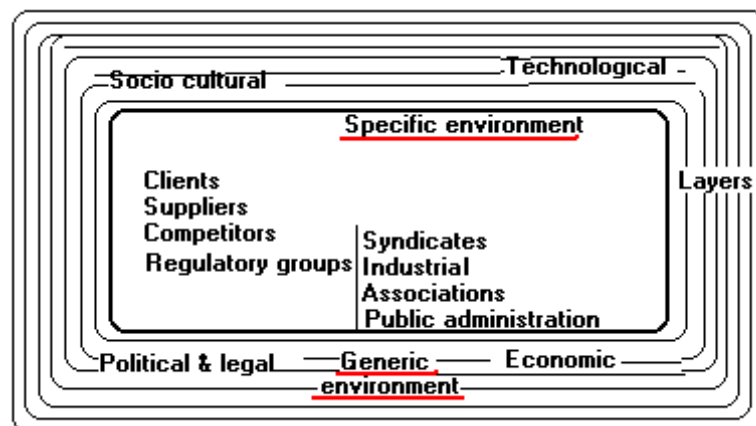 Technological
Socio cultural
Specific environment
Clients
Suppliers
Competitors
Regulatory groups
Syndicates
Industrial
Associations
Public administration
Layers
Political & legal
Generic
environment
Economic